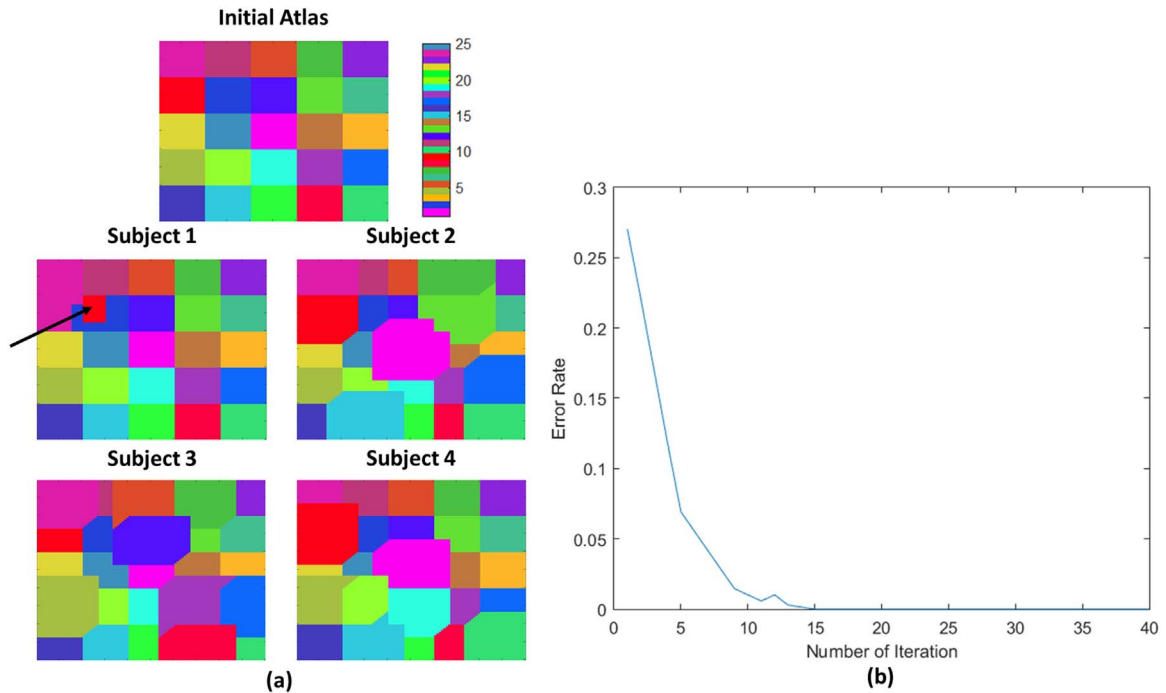 Initial Atlas
25
20
15
10
5
Subject 1
Subject 2
Subject 3
Subject 4
(a)
0.3
0.25
0.2
0.15
0.1
0.05
0
Error Rate
0 5 10 15 20 25 30 35 40
Number of Iteration
(b)